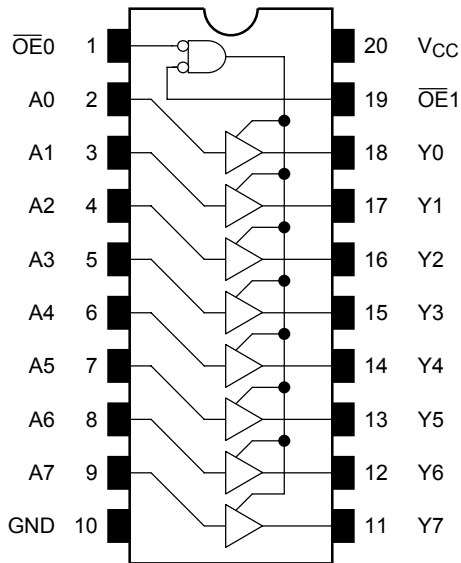 O̅E̅0 1 20 VCC
A0 2 19 O̅E̅1
A1 3 18 Y0
A2 4 17 Y1
A3 5 16 Y2
A4 6 15 Y3
A5 7 14 Y4
A6 8 13 Y5
A7 9 12 Y6
GND 10 11 Y7